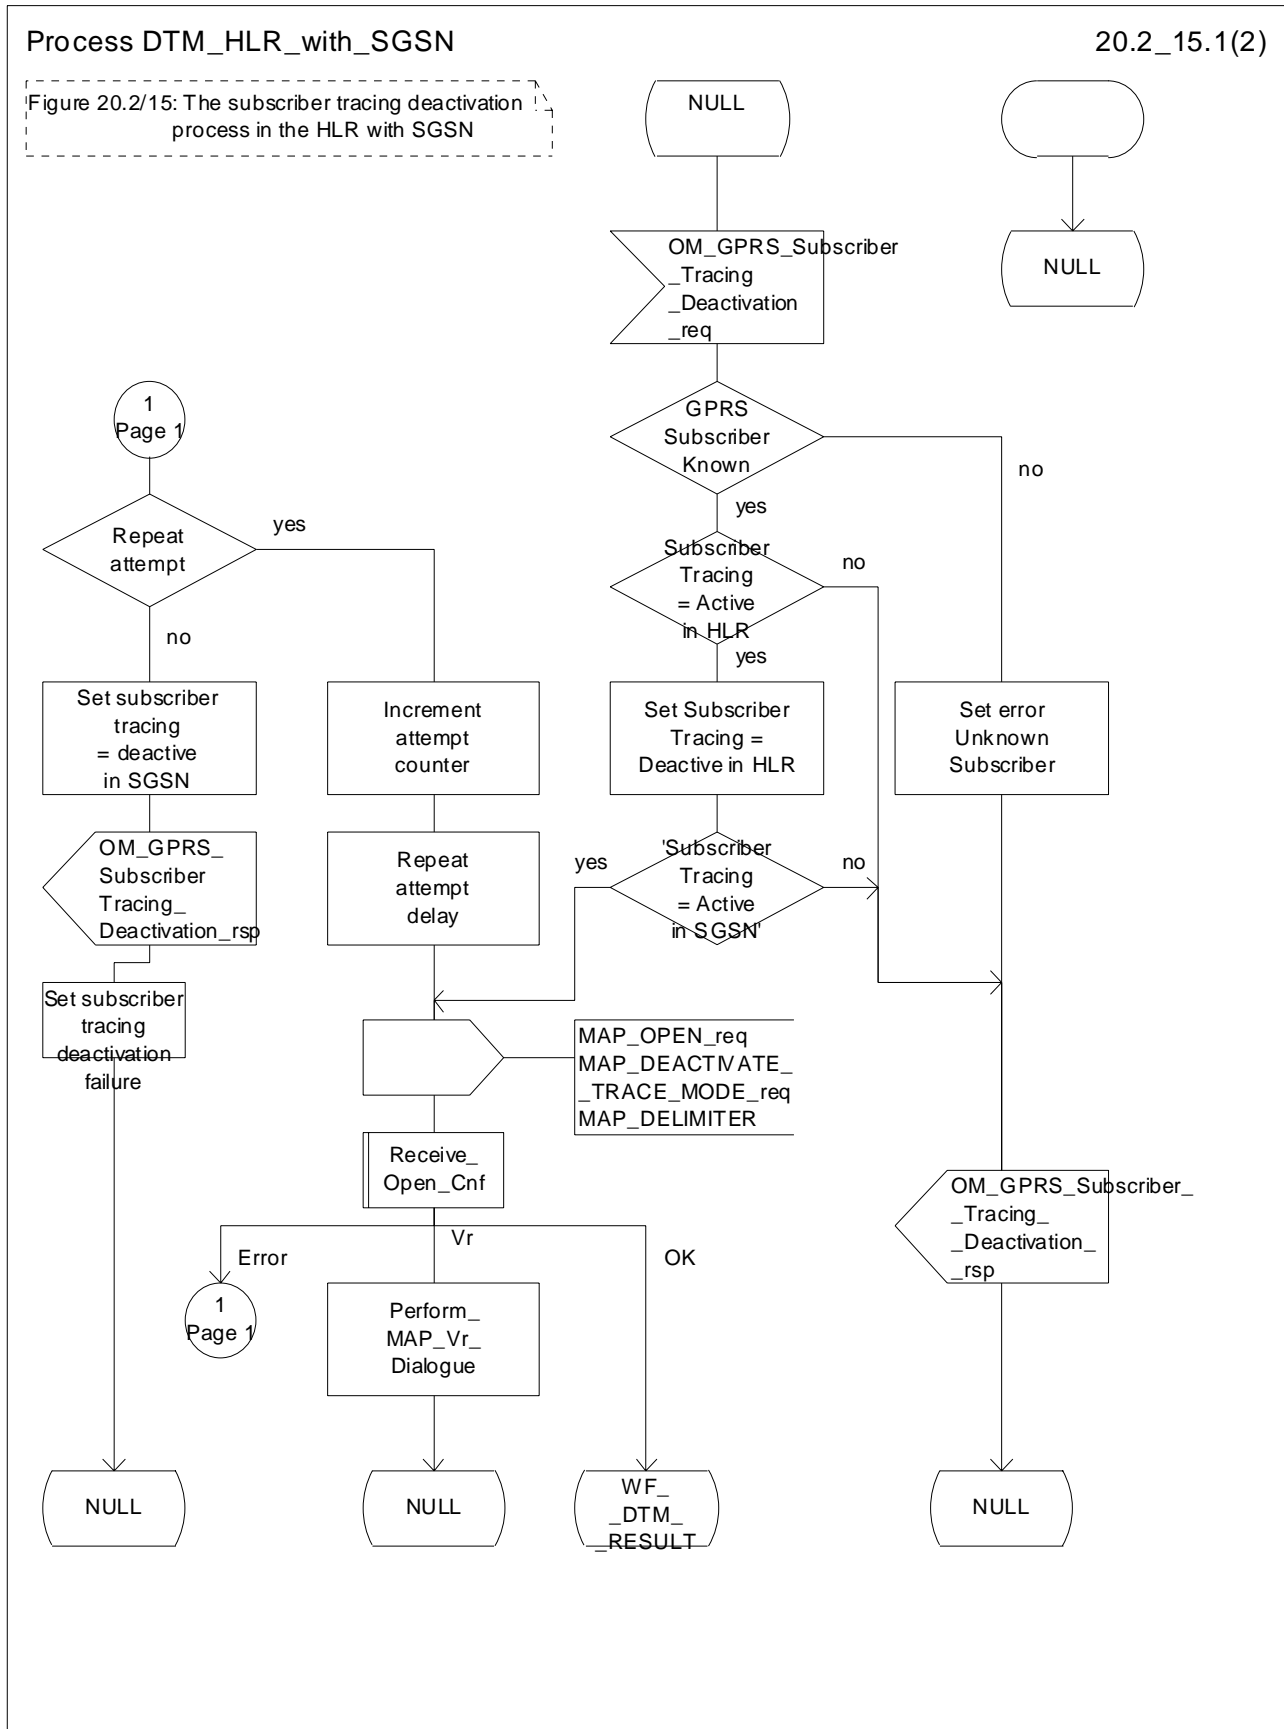 Process DTM_HLR_with_SGSN
20.2_15.1(2)
Figure 20.2/15: The subscriber tracing deactivation
process in the HLR with SGSN
NULL
OM_GPRS_Subscriber
_Tracing
_Deactivation
_req
NULL
1
Page 1
GPRS
Subscriber
Known
no
yes
Repeat
attempt
yes
no
Subscriber
Tracing
= Active
in HLR
no
yes
Set subscriber
tracing
= deactive
in SGSN
Increment
attempt
counter
Set Subscriber
Tracing =
Deactive in HLR
Set error
Unknown
Subscriber
OM_GPRS_
Subscriber
Tracing_
Deactivation_rsp
Repeat
attempt
delay
yes
'Subscriber
Tracing
= Active
in SGSN'
no
Set subscriber
tracing
deactivation
failure
MAP_OPEN_req
MAP_DEACTIVATE_
_TRACE_MODE_req
MAP_DELIMITER
Receive_
Open_Cnf
Error
Vr
OK
OM_GPRS_Subscriber_
_Tracing_
_Deactivation_
_rsp
1
Page 1
Perform_
MAP_Vr_
Dialogue
NULL
NULL
WF_
_DTM_
_RESULT
NULL